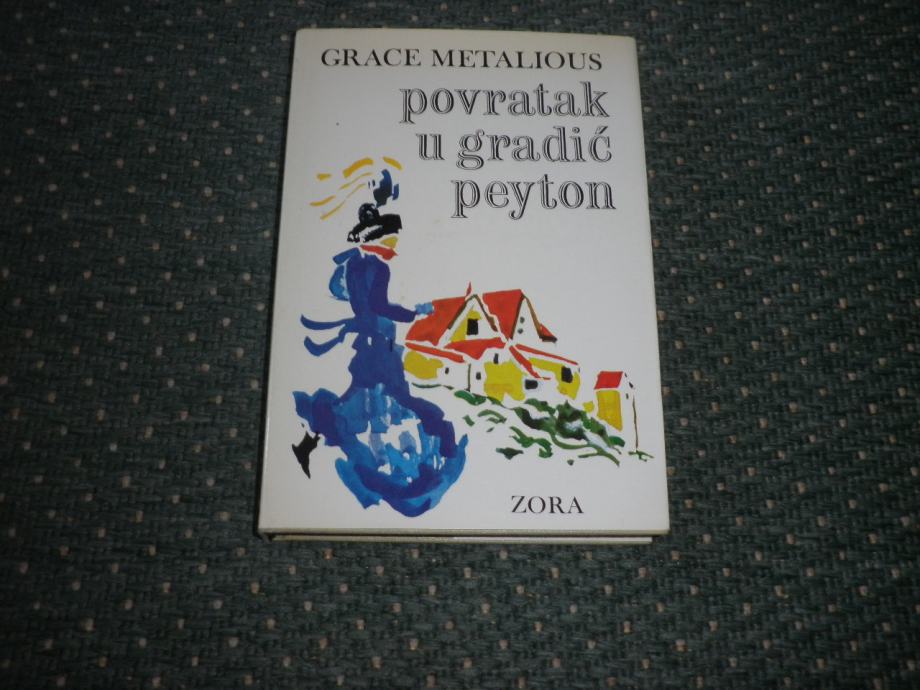 GRACE METALIOUS
povratak
u gradić
peyton
ZORA